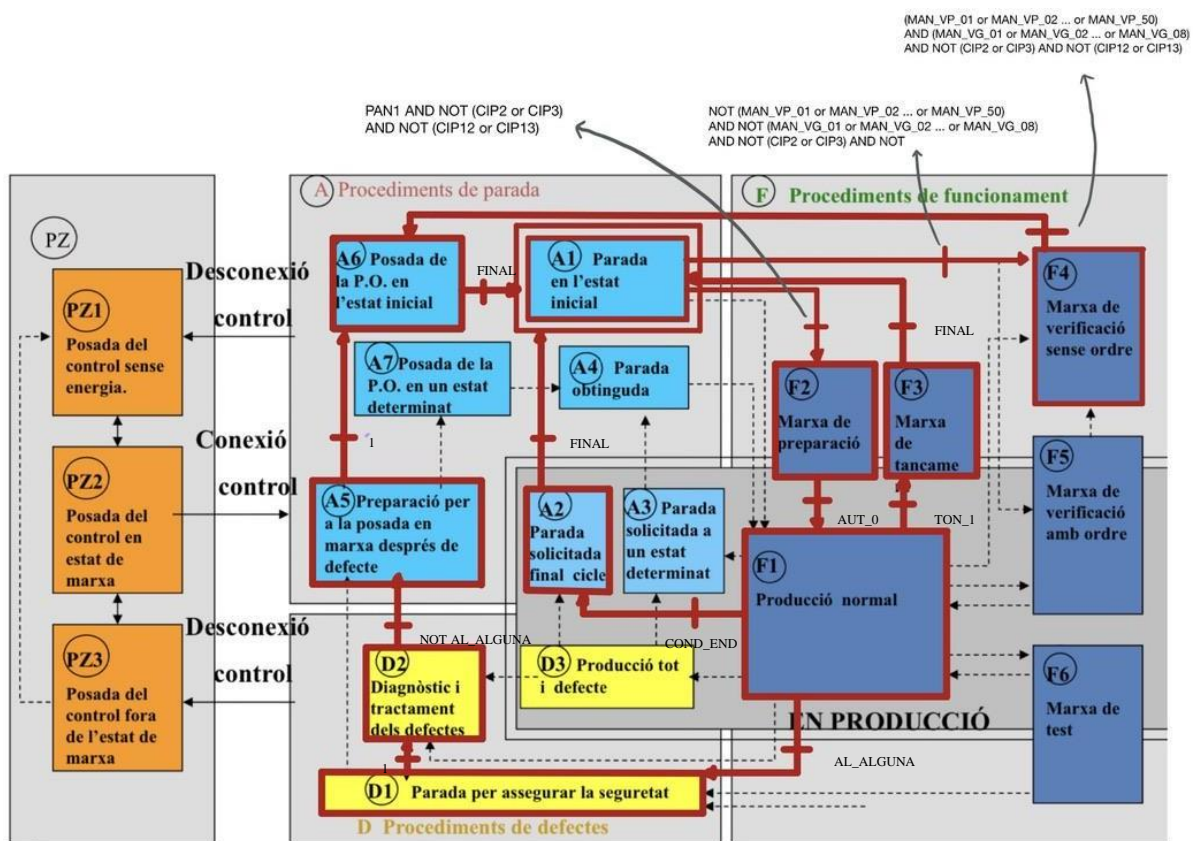 (MAN_VP_01 or MAN_VP_02 ... or MAN_VP_50)
AND (MAN_VG_01 or MAN_VG_02 ... or MAN_VG_08)
AND NOT (CIP2 or CIP3) AND NOT (CIP12 or CIP13)
PAN1 AND NOT (CIP2 or CIP3)
AND NOT (CIP12 or CIP13)
NOT (MAN_VP_01 or MAN_VP_02 ... or MAN_VP_50)
AND NOT (MAN_VG_01 or MAN_VG_02 ... or MAN_VG_08)
AND NOT (CIP2 or CIP3) AND NOT
PZ
Desconexió
control
PZ1
Posada del
control sense
energia.
Conexió
control
PZ2
Posada del
control en
estat de
marxa
Desconexió
control
PZ3
Posada del
control fora
de l'estat de
marxa
A Procediments de parada
A6 Posada de
la P.O. en
l'estat inicial
FINAL
A1 Parada
en l'estat
inicial
A7 Posada de la
P.O. en un estat
determinat
A4 Parada
obtinguda
1
FINAL
A5 Preparació per
a la posada en
marxa després de
defecte
A2
Parada
solicitada
final cicle
A3 Parada
solicitada a
un estat
determinat
F Procediments de funcionament
F4
Marxa de
verificació
sense ordre
FINAL
F2
Marxa de
preparació
F3
Marxa
de
tancame
F5
Marxa de
verificació
amb ordre
AUT_0
TON_1
F1
Producció normal
COND_END
NOT AL_ALGUNA
D2
Diagnòstic i
tractament
dels defectes
D3 Producció tot
i defecte
EN PRODUCCIÓ
F6
Marxa de
test
AL_ALGUNA
1
D1 Parada per assegurar la seguretat
D Procediments de defectes